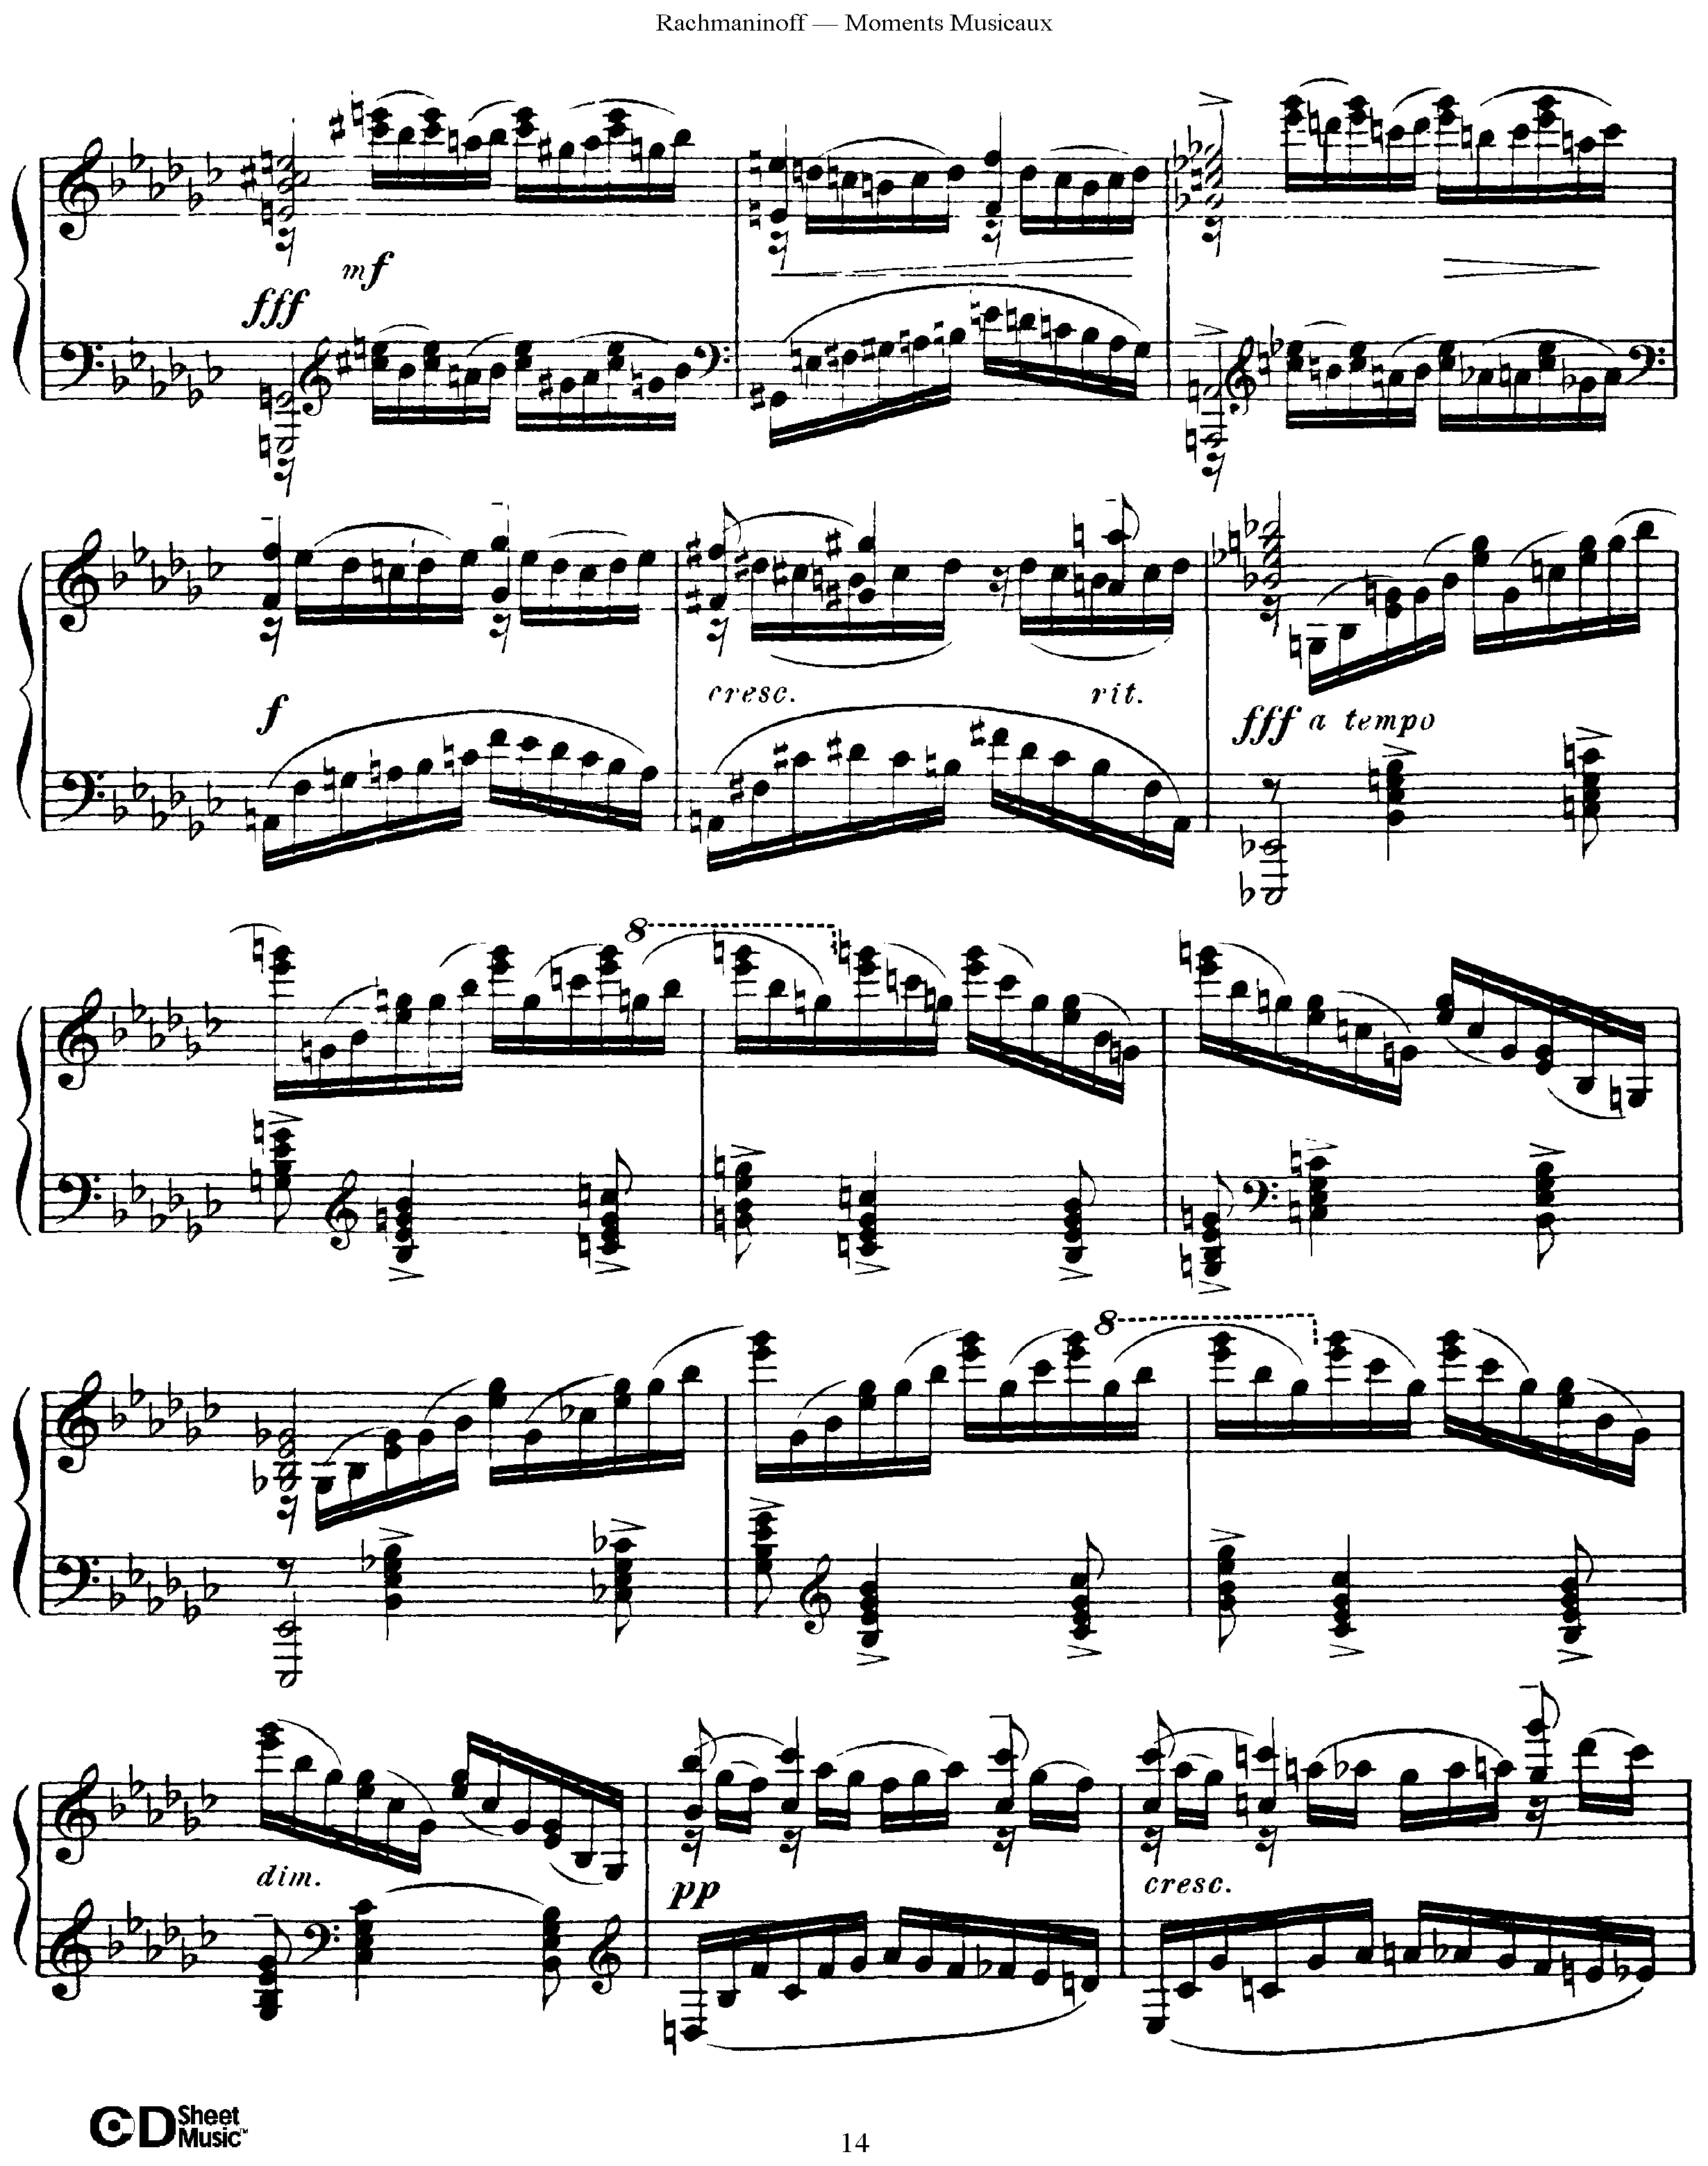 Rachmaninoff — Moments Musicaux
mf
fff
f
cresc.
rit.
fff a tempo
8
8
dim.
pp
cresc.
CD Sheet Music™
14